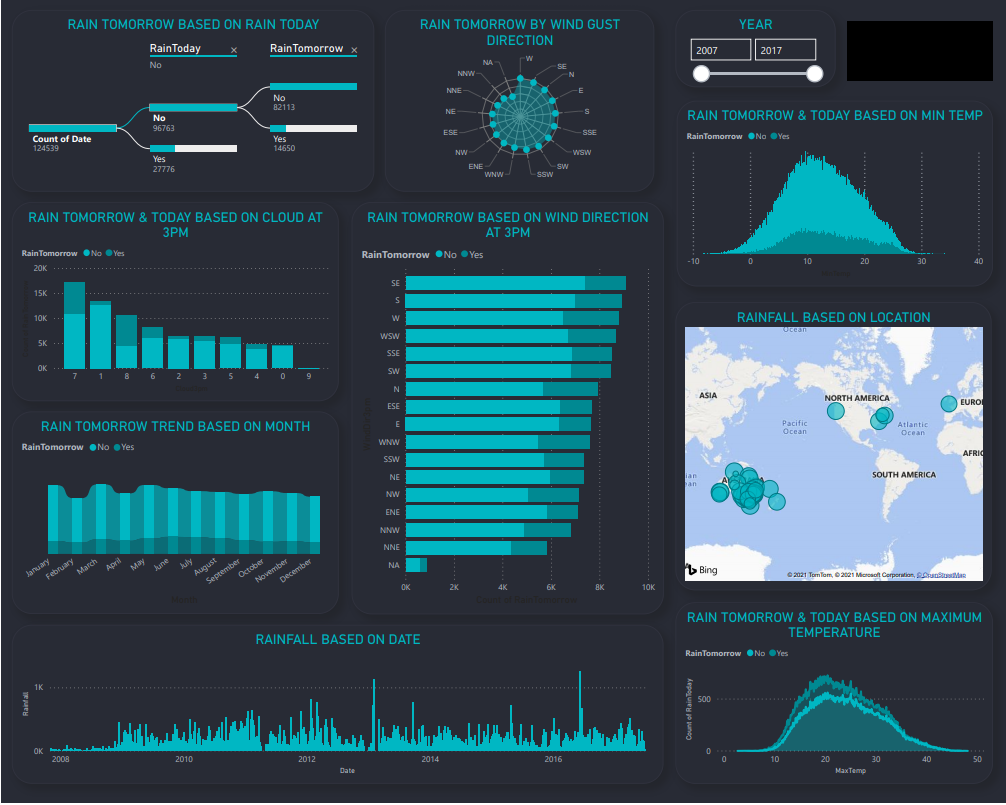 RAIN TOMORROW BASED ON RAIN TODAY
RainToday ×
No
RainTomorrow ×
Count of Date
124539
No
96763
Yes
27776
No
82113
Yes
14650
RAIN TOMORROW BY WIND GUST
DIRECTION
W
SE
N
E
S
SSE
WSW
SW
SSW
WNW
ENE
NW
ESE
NE
NNE
NNW
NA
YEAR
2007
2017
RAIN TOMORROW & TODAY BASED ON MIN TEMP
RainTomorrow No Yes
-10 0 10 20 30 40
RAIN TOMORROW & TODAY BASED ON CLOUD AT
3PM
RainTomorrow No Yes
20K
15K
10K
5K
0K
7 1 8 6 2 3 5 4 0 9
RAIN TOMORROW BASED ON WIND DIRECTION
AT 3PM
RainTomorrow No Yes
SE
S
W
WSW
SSE
SW
N
ESE
E
WNW
SSW
NE
NW
ENE
NNW
NNE
NA
0K 2K 4K 6K 8K 10K
RAINFALL BASED ON LOCATION
Ocean
ASIA
NORTH AMERICA
EURO
Pacific
Ocean
Atlantic
Ocean
AFRIC
SOUTH AMERICA
Bing
© 2021 TomTom, © 2021 Microsoft Corporation, © OpenStreetMap
RAIN TOMORROW TREND BASED ON MONTH
RainTomorrow No Yes
January
February
March
April
May
June
July
August
September
October
November
December
RAINFALL BASED ON DATE
Rainfall
1K
0K
2008 2010 2012 2014 2016
Date
RAIN TOMORROW & TODAY BASED ON MAXIMUM
TEMPERATURE
RainTomorrow No Yes
Count of RainToday
500
0
0 10 20 30 40 50
MaxTemp